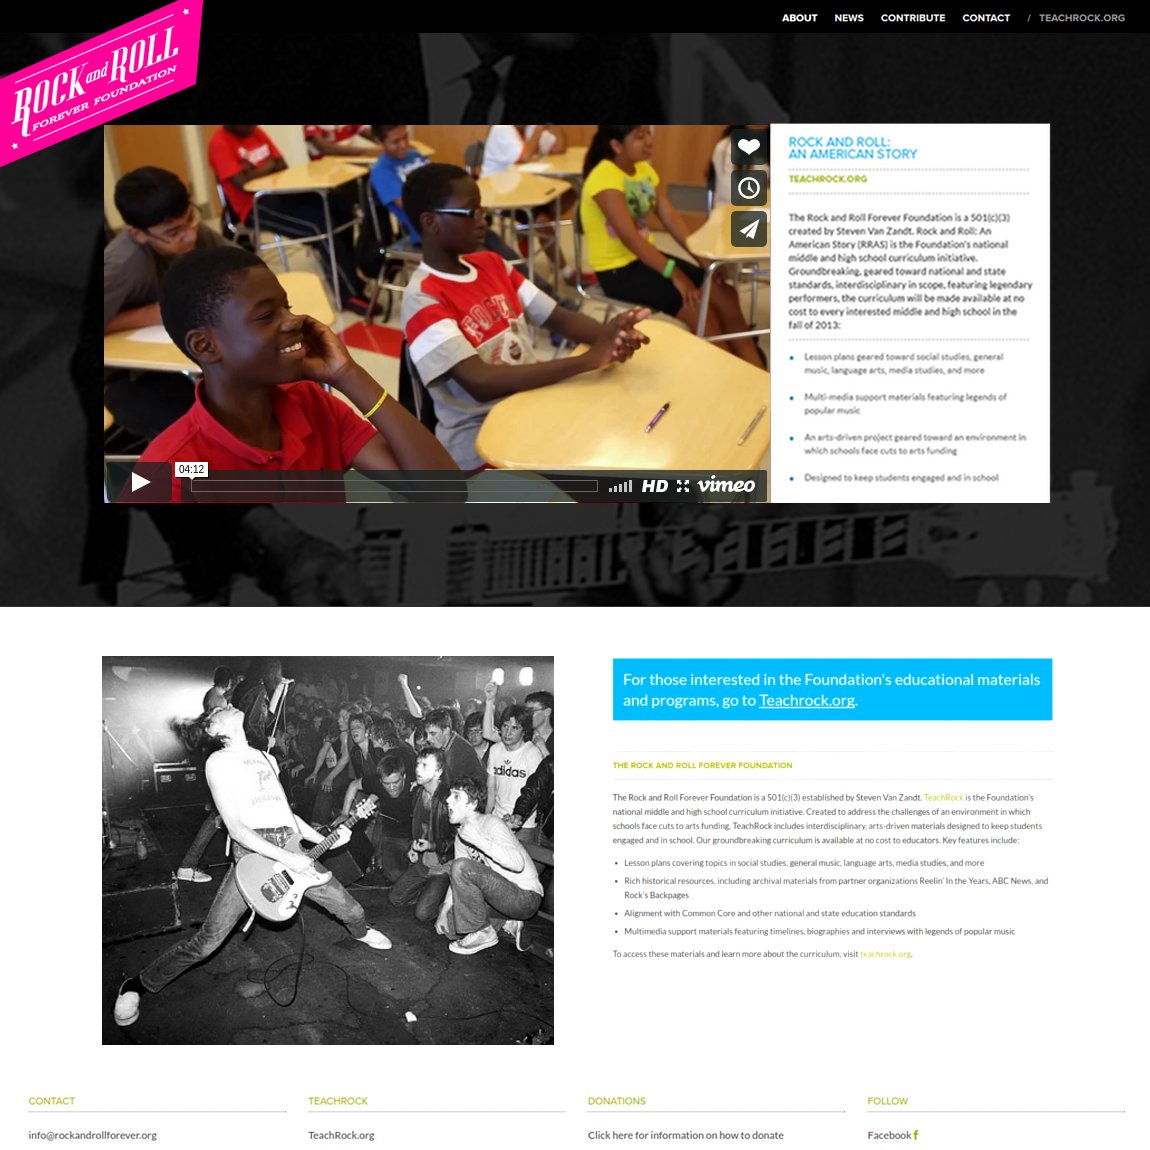 ABOUT NEWS CONTRIBUTE CONTACT / TEACHROCK.ORG
ROCK and ROLL
FOREVER FOUNDATION
ROCK AND ROLL:
AN AMERICAN STORY
TEACHROCK.ORG
The Rock and Roll Forever Foundation is a 501(c)(3)
created by Steven Van Zandt. Rock and Roll: An
American Story (RRAS) is the Foundation's national
middle and high school curriculum initiative.
Groundbreaking, geared toward national and state
standards, interdisciplinary in scope, featuring legendary
performers, the curriculum will be made available at no
cost to every interested middle and high school in the
fall of 2013:
• Lesson plans geared toward social studies, general
music, language arts, media studies, and more
• Multi-media support materials featuring legends of
popular music
• An arts-driven project geared toward an environment in
which schools face cuts to arts funding
• Designed to keep students engaged and in school
04:12
HD vimeo
For those interested in the Foundation's educational materials
and programs, go to Teachrock.org.
adidas
THE ROCK AND ROLL FOREVER FOUNDATION
The Rock and Roll Forever Foundation is a 501(c)(3) established by Steven Van Zandt. TeachRock is the Foundation's
national middle and high school curriculum initiative. Created to address the challenges of an environment in which
schools face cuts to arts funding, TeachRock includes interdisciplinary, arts-driven materials designed to keep students
engaged and in school. Our groundbreaking curriculum is available at no cost to educators. Key features include:
• Lesson plans covering topics in social studies, general music, language arts, media studies, and more
• Rich historical resources, including archival materials from partner organizations Reelin' In the Years, ABC News, and
Rock's Backpages
• Alignment with Common Core and other national and state education standards
• Multimedia support materials featuring timelines, biographies and interviews with legends of popular music
To access these materials and learn more about the curriculum, visit teachrock.org.
CONTACT
info@rockandrollforever.org
TEACHROCK
TeachRock.org
DONATIONS
Click here for information on how to donate
FOLLOW
Facebook